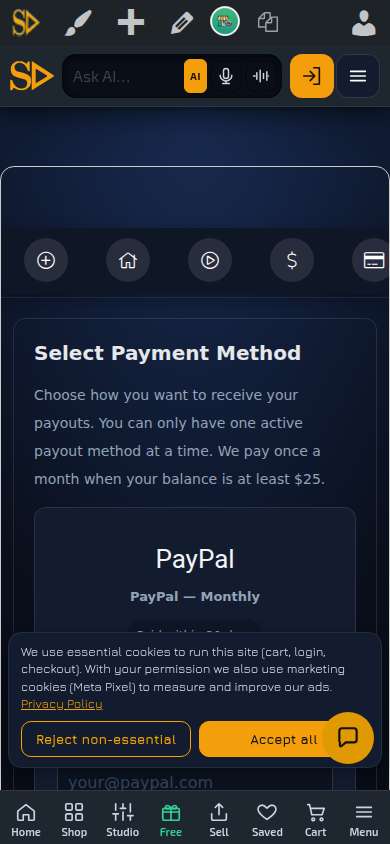 SD
SD
Ask AI...
AI
$
Select Payment Method
Choose how you want to receive your
payouts. You can only have one active
payout method at a time. We pay once a
month when your balance is at least $25.
PayPal
PayPal — Monthly
We use essential cookies to run this site (cart, login,
checkout). With your permission we also use marketing
cookies (Meta Pixel) to measure and improve our ads.
Privacy Policy
Reject non-essential
Accept all
your@paypal.com
Home
Shop
Studio
Free
Sell
Saved
Cart
Menu